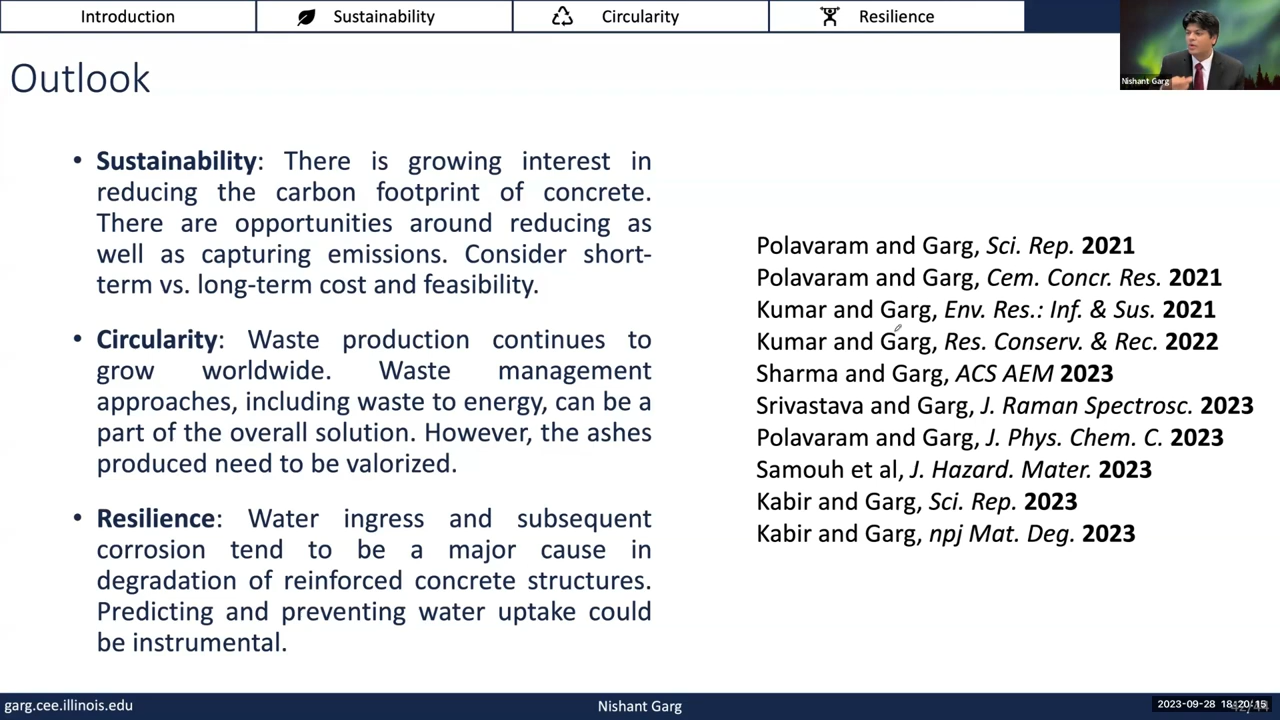 Introduction
Sustainability
Circularity
Resilience
Nishant Garg
Outlook
• Sustainability: There is growing interest in
reducing the carbon footprint of concrete.
There are opportunities around reducing as
well as capturing emissions. Consider short-
term vs. long-term cost and feasibility.
• Circularity: Waste production continues to
grow worldwide. Waste management
approaches, including waste to energy, can be a
part of the overall solution. However, the ashes
produced need to be valorized.
• Resilience: Water ingress and subsequent
corrosion tend to be a major cause in
degradation of reinforced concrete structures.
Predicting and preventing water uptake could
be instrumental.
Polavaram and Garg, Sci. Rep. 2021
Polavaram and Garg, Cem. Concr. Res. 2021
Kumar and Garg, Env. Res.: Inf. & Sus. 2021
Kumar and Garg, Res. Conserv. & Rec. 2022
Sharma and Garg, ACS AEM 2023
Srivastava and Garg, J. Raman Spectrosc. 2023
Polavaram and Garg, J. Phys. Chem. C. 2023
Samouh et al, J. Hazard. Mater. 2023
Kabir and Garg, Sci. Rep. 2023
Kabir and Garg, npj Mat. Deg. 2023
garg.cee.illinois.edu
Nishant Garg
2023-09-28 18:20:15